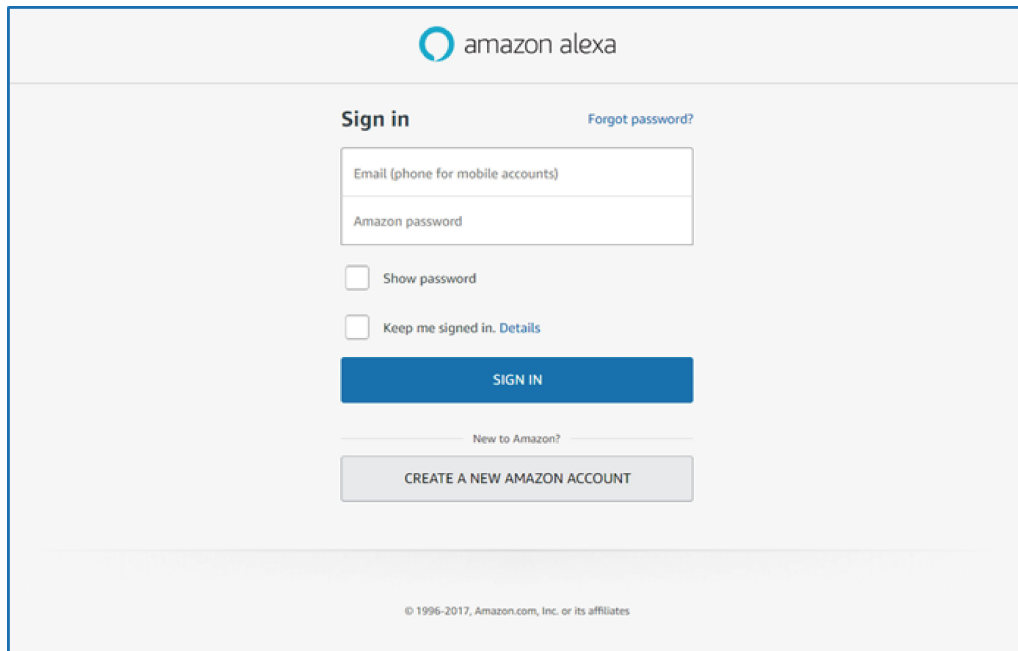 amazon alexa
Sign in
Forgot password?
Email (phone for mobile accounts)
Amazon password
Show password
Keep me signed in. Details
SIGN IN
New to Amazon?
CREATE A NEW AMAZON ACCOUNT
© 1996-2017, Amazon.com, Inc. or its affiliates